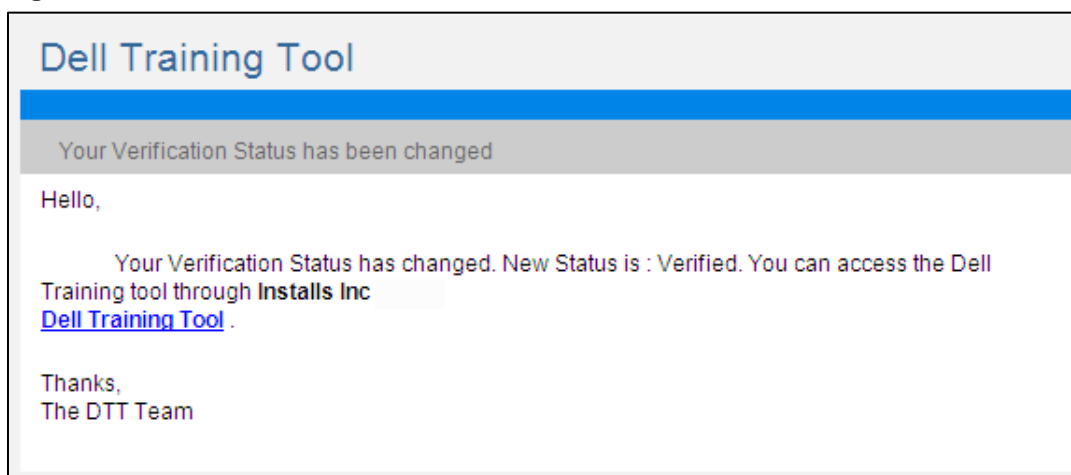 Dell Training Tool
Your Verification Status has been changed
Hello,
Your Verification Status has changed. New Status is : Verified. You can access the Dell
Training tool through Installs Inc
Dell Training Tool .
Thanks,
The DTT Team